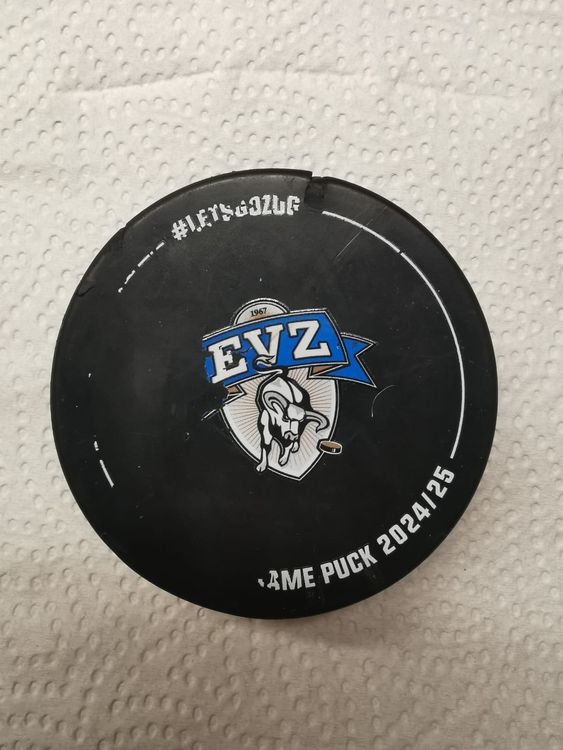 #LETSGOZUG
1967
EVZ
AME PUCK 2024/25